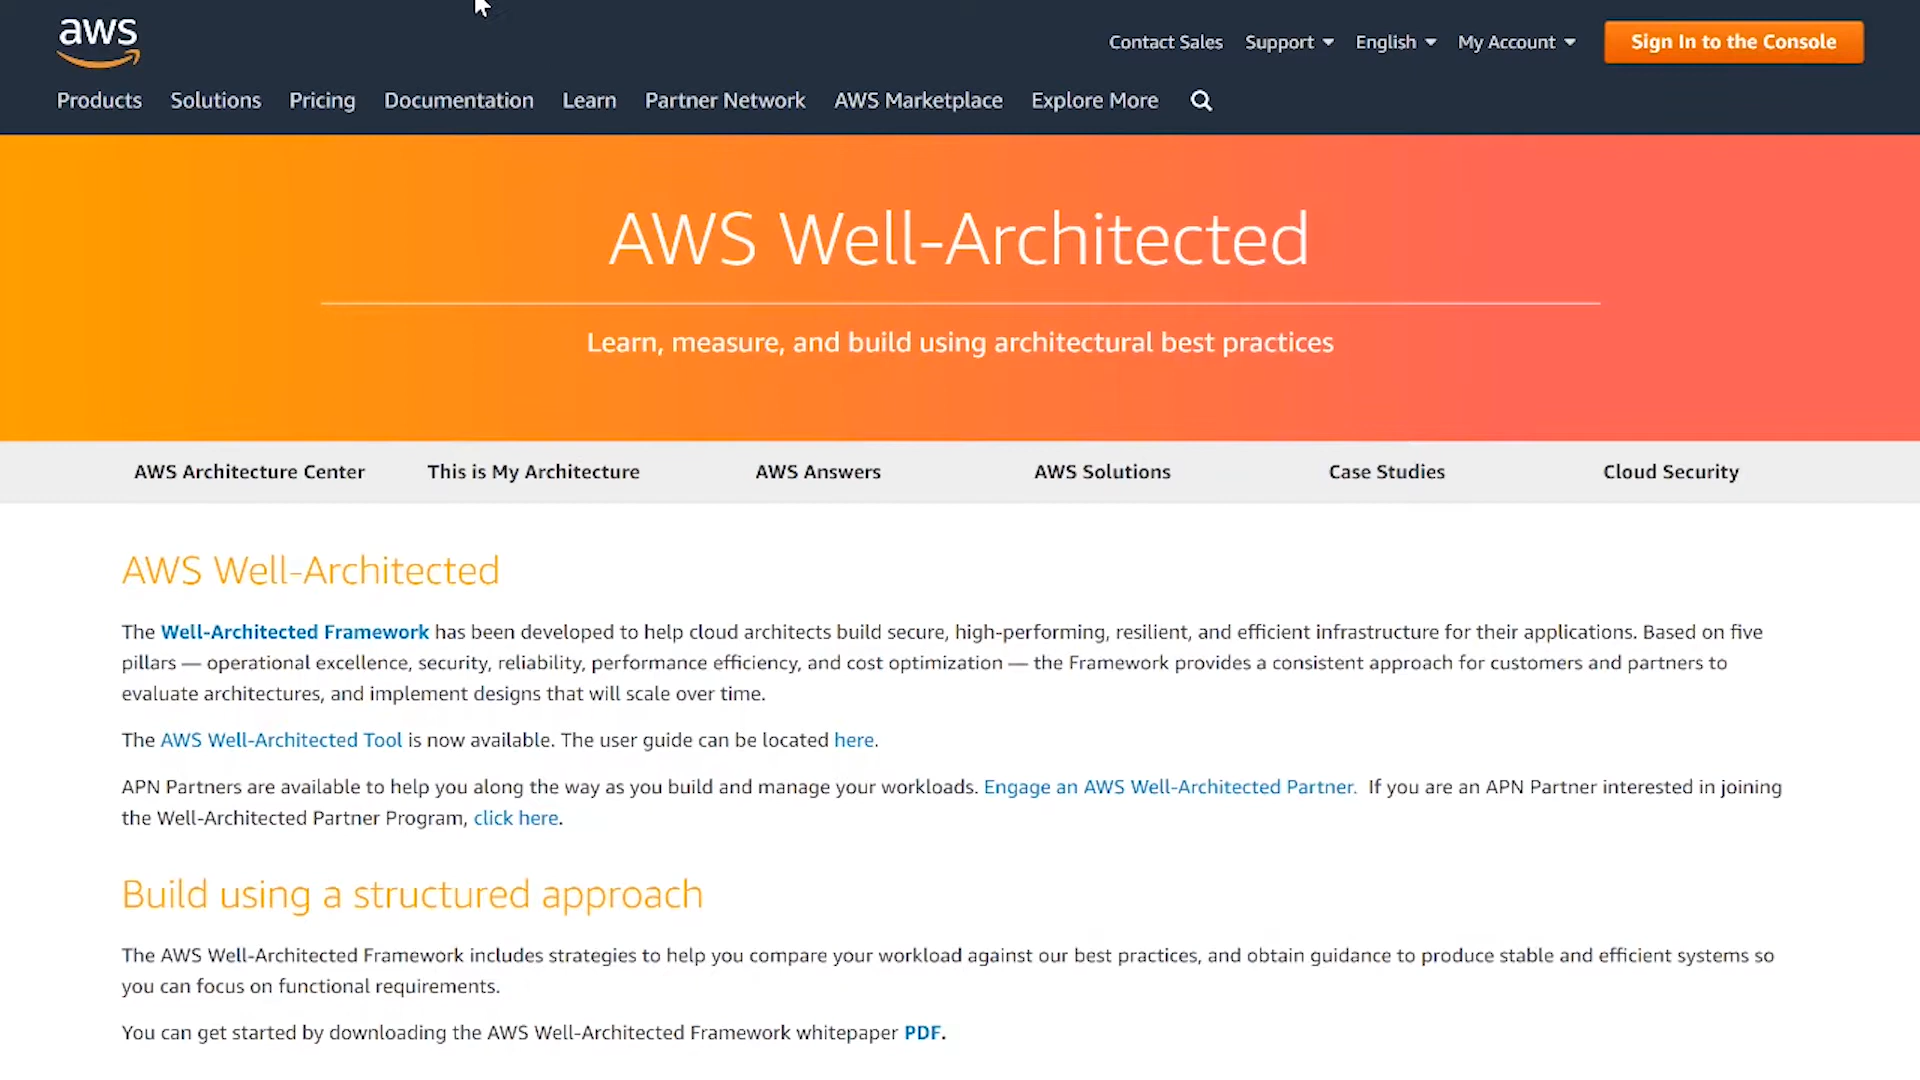 aws
Contact Sales Support English My Account Sign In to the Console
Products Solutions Pricing Documentation Learn Partner Network AWS Marketplace Explore More
AWS Well-Architected
Learn, measure, and build using architectural best practices
AWS Architecture Center This is My Architecture AWS Answers AWS Solutions Case Studies Cloud Security
AWS Well-Architected
The Well-Architected Framework has been developed to help cloud architects build secure, high-performing, resilient, and efficient infrastructure for their applications. Based on five
pillars — operational excellence, security, reliability, performance efficiency, and cost optimization — the Framework provides a consistent approach for customers and partners to
evaluate architectures, and implement designs that will scale over time.
The AWS Well-Architected Tool is now available. The user guide can be located here.
APN Partners are available to help you along the way as you build and manage your workloads. Engage an AWS Well-Architected Partner. If you are an APN Partner interested in joining
the Well-Architected Partner Program, click here.
Build using a structured approach
The AWS Well-Architected Framework includes strategies to help you compare your workload against our best practices, and obtain guidance to produce stable and efficient systems so
you can focus on functional requirements.
You can get started by downloading the AWS Well-Architected Framework whitepaper PDF.